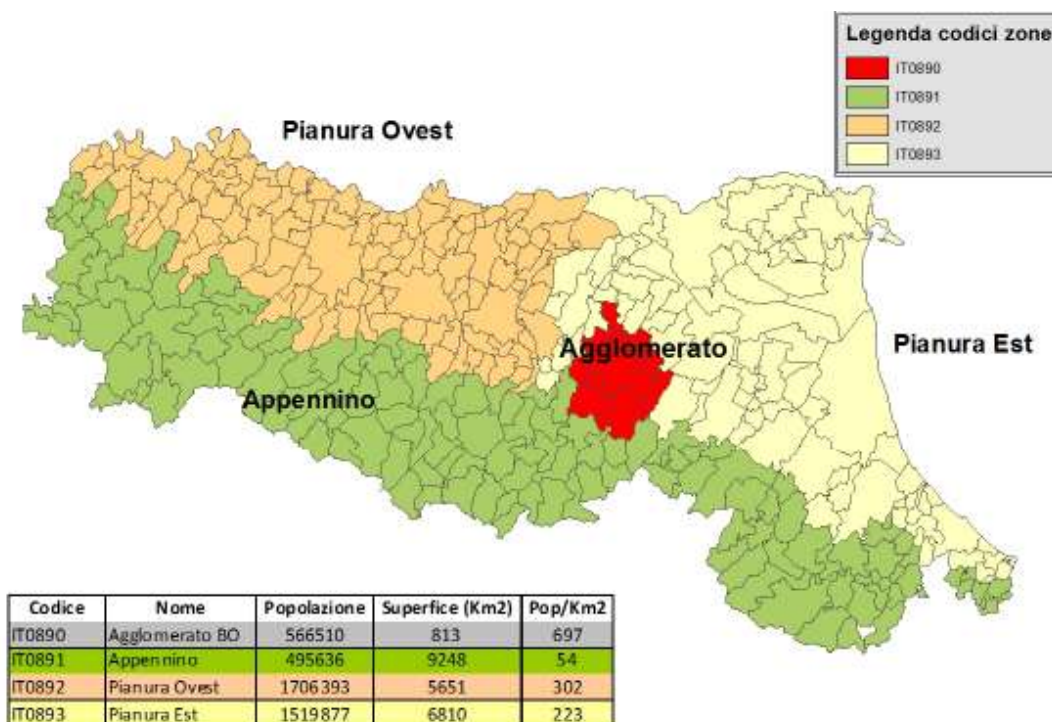 Legenda codici zone
IT0890
IT0891
IT0892
IT0893
Pianura Ovest
Agglomerato
Pianura Est
Appennino
Codice Nome Popolazione Superfice (Km2) Pop/Km2
IT0890 Agglomerato BO 566510 813 697
IT0891 Appennino 495636 9248 54
IT0892 Pianura Ovest 1706393 5651 302
IT0893 Pianura Est 1519877 6810 223